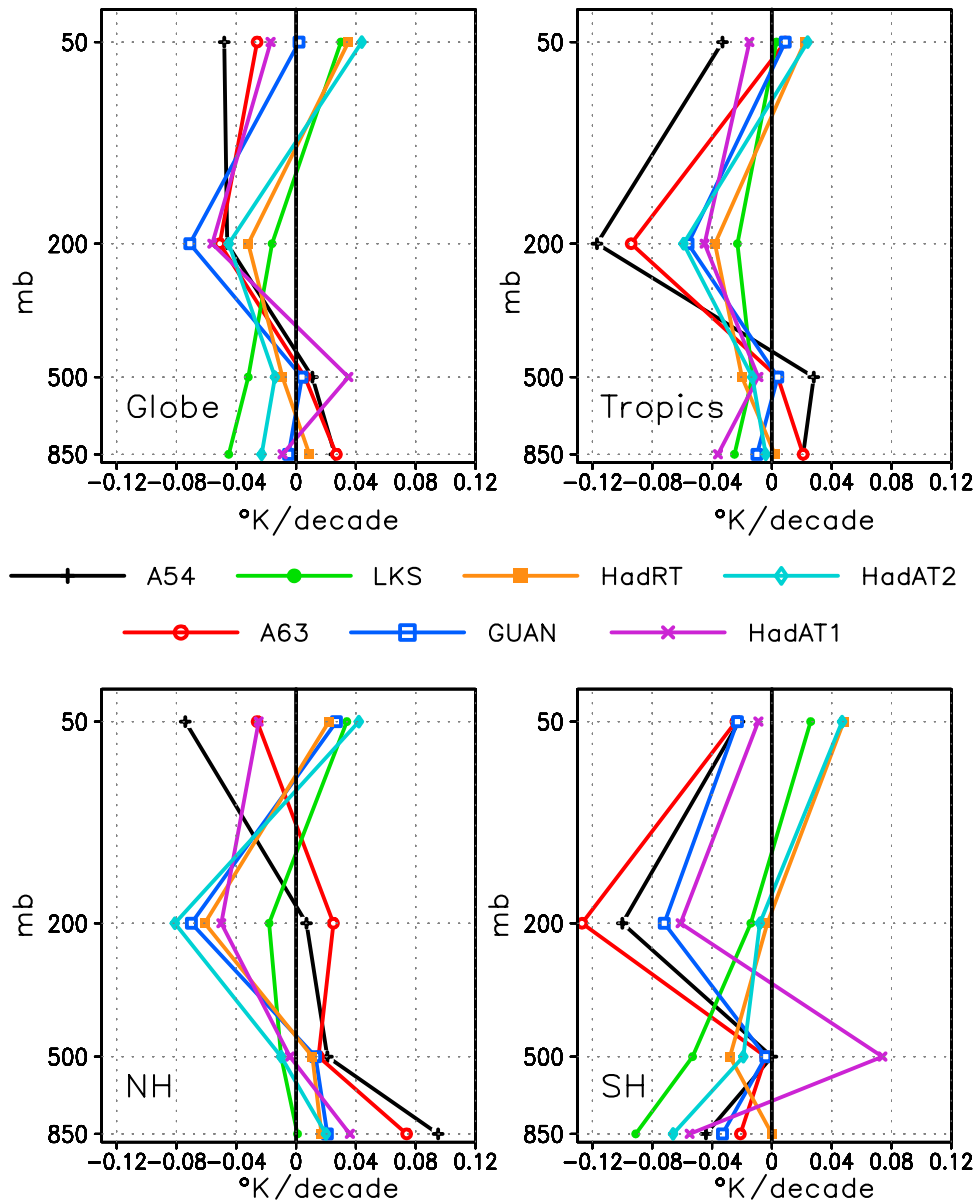 50 50
200 200
mb mb
500 500
Globe Tropics
850 850
-0.12 -0.08 -0.04 0 0.04 0.08 0.12 -0.12 -0.08 -0.04 0 0.04 0.08 0.12
°K/decade °K/decade
A54 LKS HadRT HadAT2
A63 GUAN HadAT1
50 50
200 200
mb mb
500 500
NH SH
850 850
-0.12 -0.08 -0.04 0 0.04 0.08 0.12 -0.12 -0.08 -0.04 0 0.04 0.08 0.12
°K/decade °K/decade